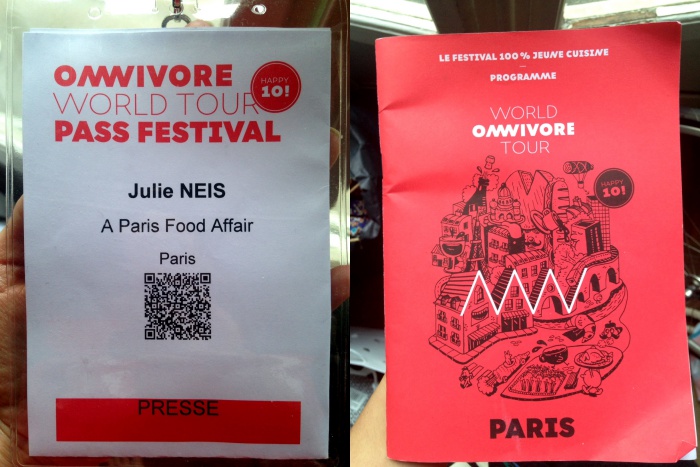 OMNIVORE
WORLD TOUR
PASS FESTIVAL
HAPPY
10!
Julie NEIS
A Paris Food Affair
Paris
PRESSE
LE FESTIVAL 100 % JEUNE CUISINE
PROGRAMME
WORLD
OMNIVORE
TOUR
HAPPY
10!
PARIS